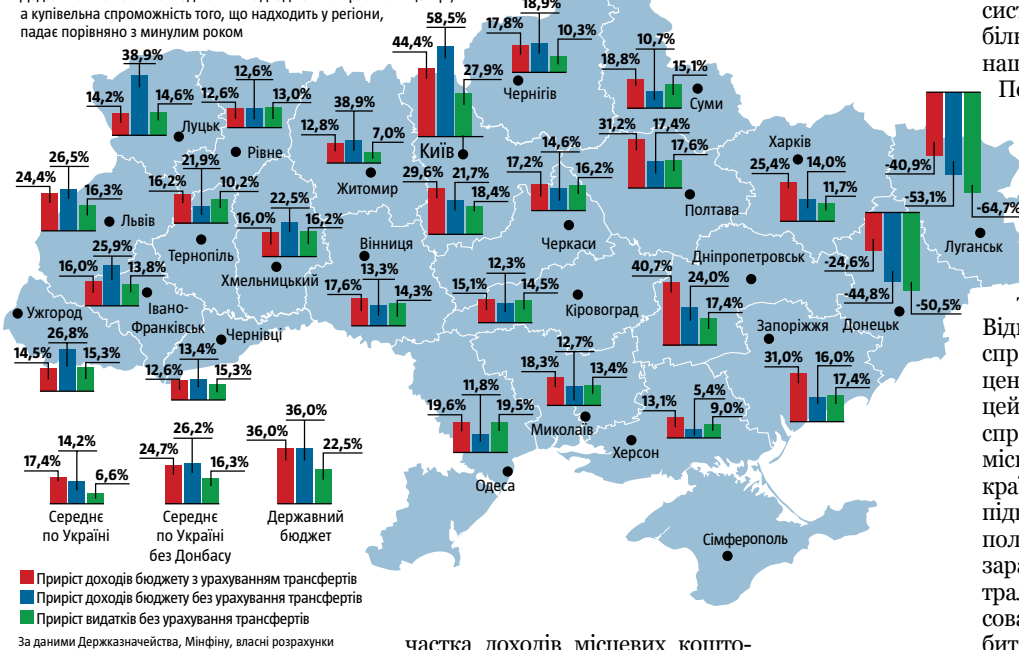 а купівельна спроможність того, що надходить у регіони,
падає порівняно з минулим роком
38,9%
14,2%
14,6%
Луцьк
12,6%
12,6%
13,0%
Рівне
38,9%
12,8%
7,0%
Житомир
58,5%
44,4%
27,9%
Київ
29,6%
21,7%
18,4%
18,9%
17,8%
10,3%
Чернігів
10,7%
18,8%
15,1%
Суми
31,2%
17,4%
17,6%
Полтава
Харків
25,4%
14,0%
11,7%
-40,9%
-53,1%
-64,7%
Луганськ
26,5%
24,4%
16,3%
Львів
21,9%
16,2%
10,2%
Тернопіль
22,5%
16,0%
16,2%
Хмельницький
14,6%
17,2%
16,2%
Черкаси
Вінниця
13,3%
17,6%
14,3%
25,9%
16,0%
13,8%
Івано-
Франківськ
12,3%
15,1%
14,5%
Кіровоград
Дніпропетровськ
40,7%
24,0%
17,4%
-24,6%
-44,8%
-50,5%
Донецьк
Ужгород
26,8%
14,5%
15,3%
Чернівці
13,4%
12,6%
15,3%
Запоріжжя
31,0%
16,0%
17,4%
12,7%
18,3%
13,4%
Миколаїв
11,8%
19,6%
19,5%
Одеса
13,1%
5,4%
9,0%
Херсон
Сімферополь
14,2%
17,4%
6,6%
Середнє
по Україні
26,2%
24,7%
16,3%
Середнє
по Україні
без Донбасу
36,0%
36,0%
22,5%
Державний
бюджет
Приріст доходів бюджету з урахуванням трансфертів
Приріст доходів бюджету без урахування трансфертів
Приріст видатків без урахування трансфертів
За даними Держказначейства, Мінфіну, власні розрахунки
частка доходів місцевих кошто-
сист
біль
наш
По
Відп
спр
цен
цей
спр
місц
краї
підн
пол
зара
трал
сова
бит